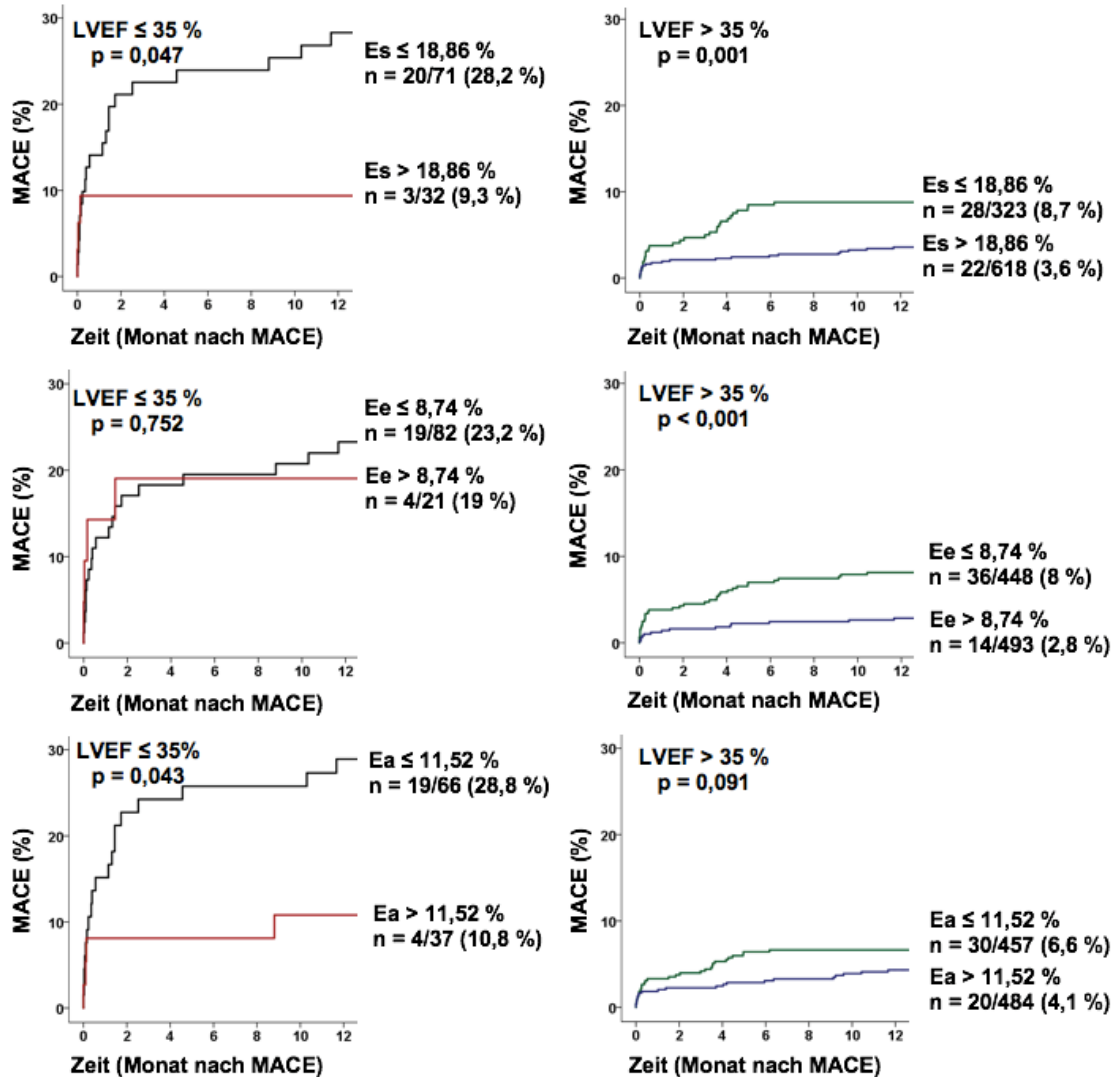 LVEF ≤ 35 %
p = 0,047
Es ≤ 18,86 %
n = 20/71 (28,2 %)
Es > 18,86 %
n = 3/32 (9,3 %)
MACE (%)
30
20
10
0
0 2 4 6 8 10 12
Zeit (Monat nach MACE)
LVEF > 35 %
p = 0,001
Es ≤ 18,86 %
n = 28/323 (8,7 %)
Es > 18,86 %
n = 22/618 (3,6 %)
MACE (%)
30
20
10
0
0 2 4 6 8 10 12
Zeit (Monat nach MACE)
LVEF ≤ 35 %
p = 0,752
Ee ≤ 8,74 %
n = 19/82 (23,2 %)
Ee > 8,74 %
n = 4/21 (19 %)
MACE (%)
30
20
10
0
0 2 4 6 8 10 12
Zeit (Monat nach MACE)
LVEF > 35 %
p < 0,001
Ee ≤ 8,74 %
n = 36/448 (8 %)
Ee > 8,74 %
n = 14/493 (2,8 %)
MACE (%)
30
20
10
0
0 2 4 6 8 10 12
Zeit (Monat nach MACE)
LVEF ≤ 35%
p = 0,043
Ea ≤ 11,52 %
n = 19/66 (28,8 %)
Ea > 11,52 %
n = 4/37 (10,8 %)
MACE (%)
30
20
10
0
0 2 4 6 8 10 12
Zeit (Monat nach MACE)
LVEF > 35 %
p = 0,091
Ea ≤ 11,52 %
n = 30/457 (6,6 %)
Ea > 11,52 %
n = 20/484 (4,1 %)
MACE (%)
30
20
10
0
0 2 4 6 8 10 12
Zeit (Monat nach MACE)